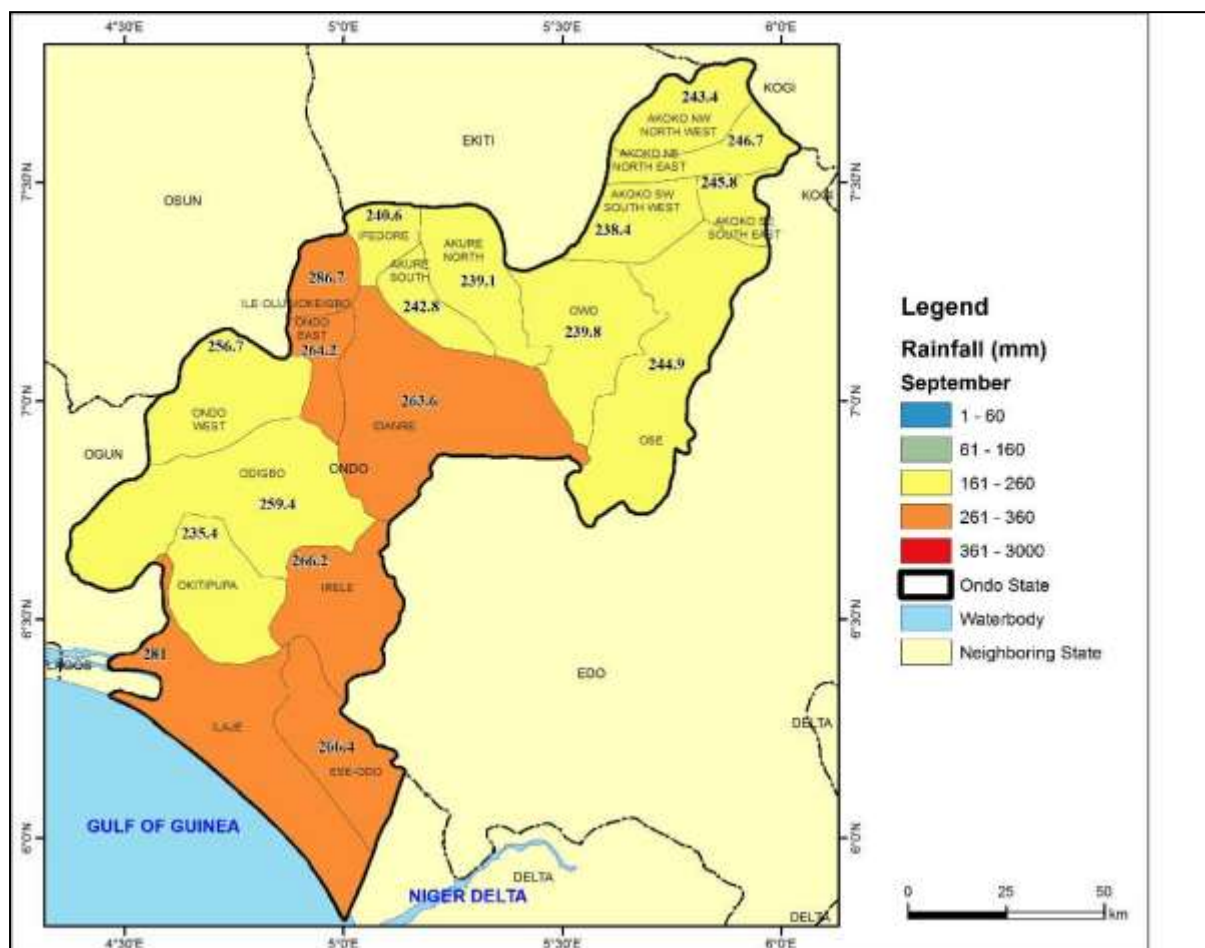 4°30'E 5°0'E 5°30'E 6°0'E
KOGI
243.4
AKOKO NW
NORTH WEST
246.7
EKITI
AKOKO NE
NORTH EAST
7°30'N
7°30'N
245.8
KOGI
OSUN
AKOKO SW
SOUTH WEST
240.6
238.4
AKOKO SE
SOUTH EAST
IFEDORE
AKURE
NORTH
AKURE
SOUTH
286.7
239.1
ILE OLUJI/OKEIGBO
242.8
OWO
ONDO
EAST
239.8
256.7
264.2
244.9
7°0'N
263.6
7°0'N
IDANRE
ONDO
WEST
OSE
OGUN
ODIGBO
ONDO
259.4
235.4
266.2
OKITIPUPA
IRELE
6°30'N
6°30'N
281
LAGOS
EDO
ILAJE
DELTA
266.4
ESE-ODO
GULF OF GUINEA
6°0'N
6°0'N
DELTA
NIGER DELTA
DELTA
4°30'E 5°0'E 5°30'E 6°0'E
Legend
Rainfall (mm)
September
1 - 60
61 - 160
161 - 260
261 - 360
361 - 3000
Ondo State
Waterbody
Neighboring State
0 25 50
km